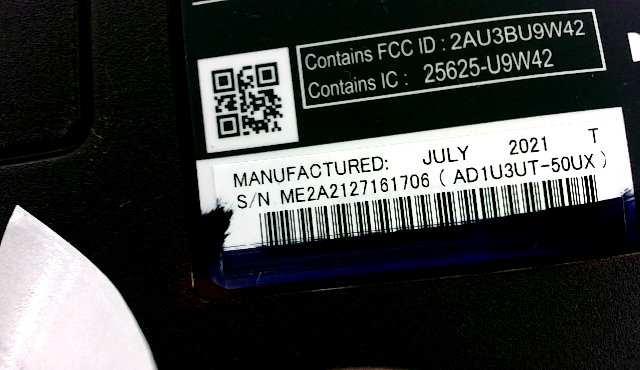 Contains FCC ID : 2AU3BU9W42
Contains IC : 25625-U9W42
MANUFACTURED: JULY 2021 T
S/N ME2A2127161706 ( AD1U3UT-50UX )